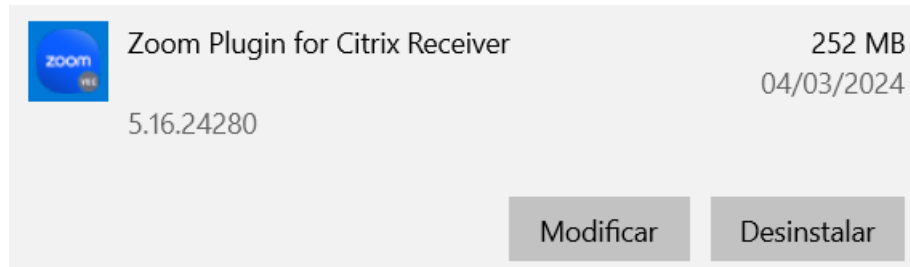 zoom
VDI
Zoom Plugin for Citrix Receiver
252 MB
04/03/2024
5.16.24280
Modificar
Desinstalar